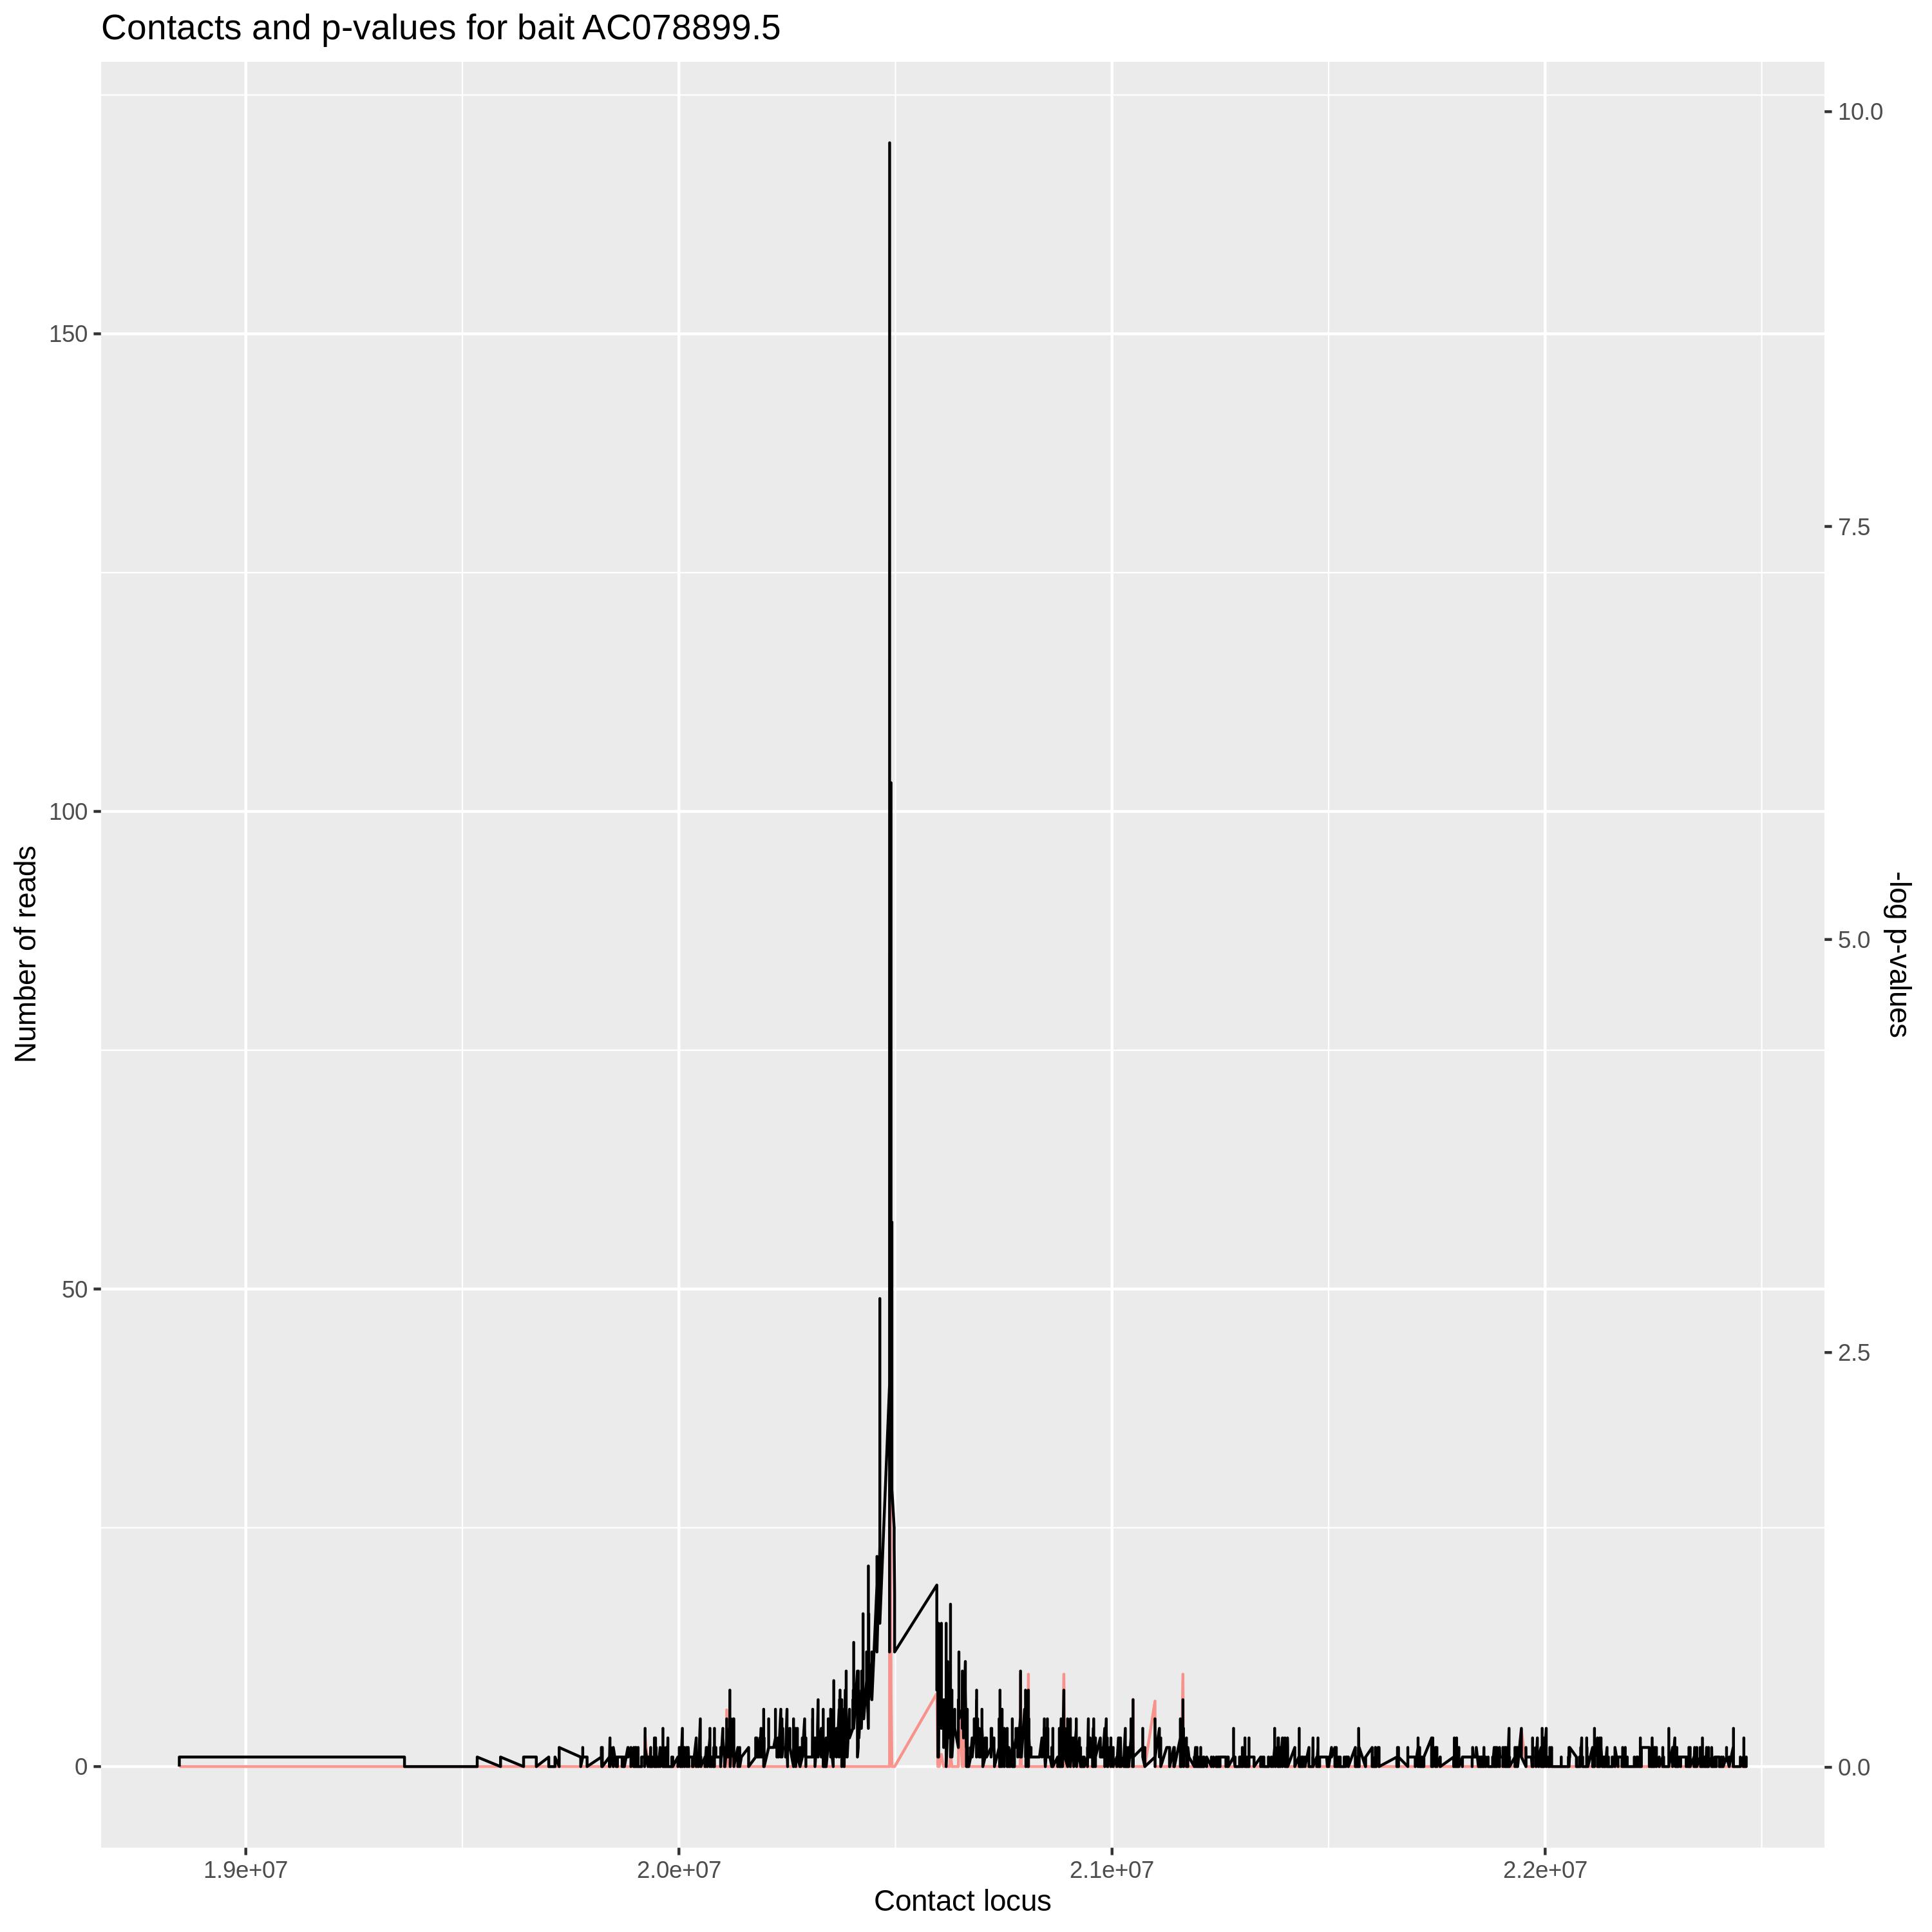 Contacts and p-values for bait AC078899.5
Number of reads
150
100
50
0
10.0
7.5
5.0
2.5
0.0
-log p-values
1.9e+07
2.0e+07
2.1e+07
2.2e+07
Contact locus